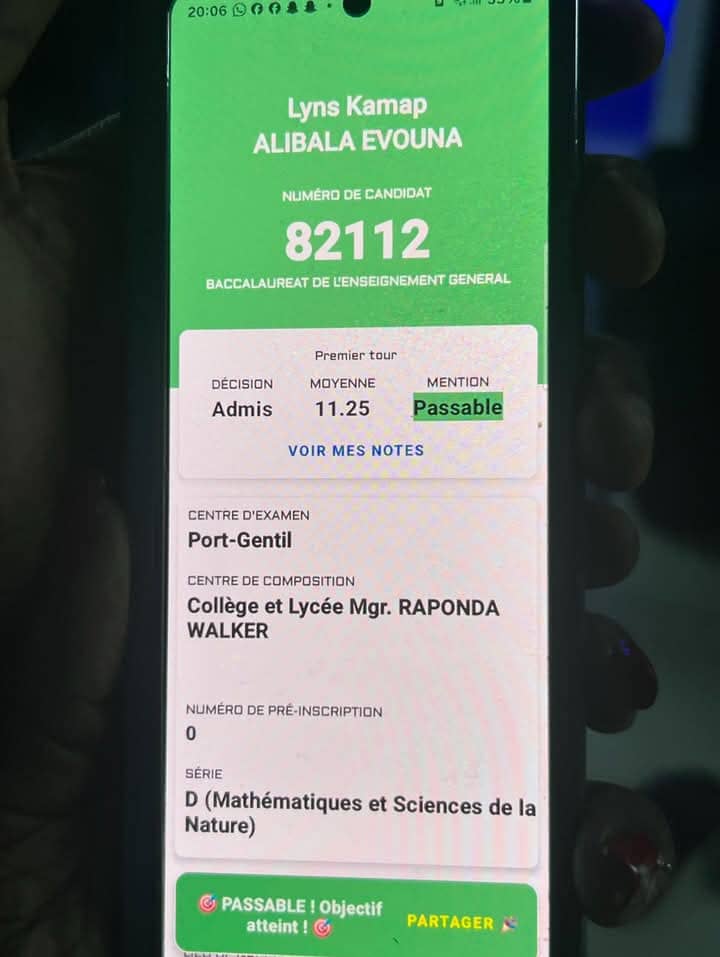 20:06
Lyns Kamap
ALIBALA EVOUNA
NUMÉRO DE CANDIDAT
82112
BACCALAUREAT DE L'ENSEIGNEMENT GENERAL
Premier tour
DÉCISION MOYENNE MENTION
Admis 11.25 Passable
VOIR MES NOTES
CENTRE D'EXAMEN
Port-Gentil
CENTRE DE COMPOSITION
Collège et Lycée Mgr. RAPONDA
WALKER
NUMÉRO DE PRÉ-INSCRIPTION
0
SÉRIE
D (Mathématiques et Sciences de la
Nature)
🎯 PASSABLE ! Objectif
atteint ! 🎯
PARTAGER 🎉